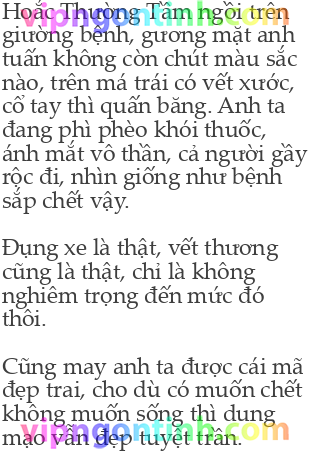 Hoắc Thường Tâm ngồi trên
giường bệnh, gương mặt anh
tuấn không còn chút màu sắc
nào, trên má trái có vết xước,
cổ tay thì quấn băng. Anh ta
đang phì phèo khói thuốc,
ánh mắt vô thần, cả người gầy
rộc đi, nhìn giống như bệnh
sắp chết vậy.
Đụng xe là thật, vết thương
cũng là thật, chỉ là không
nghiêm trọng đến mức đó
thôi.
Cũng may anh ta được cái mã
đẹp trai, cho dù có muốn chết
không muốn sống thì dung
mạo vẫn đẹp tuyệt trần.
vipngontinh.com
vipngontinh.com